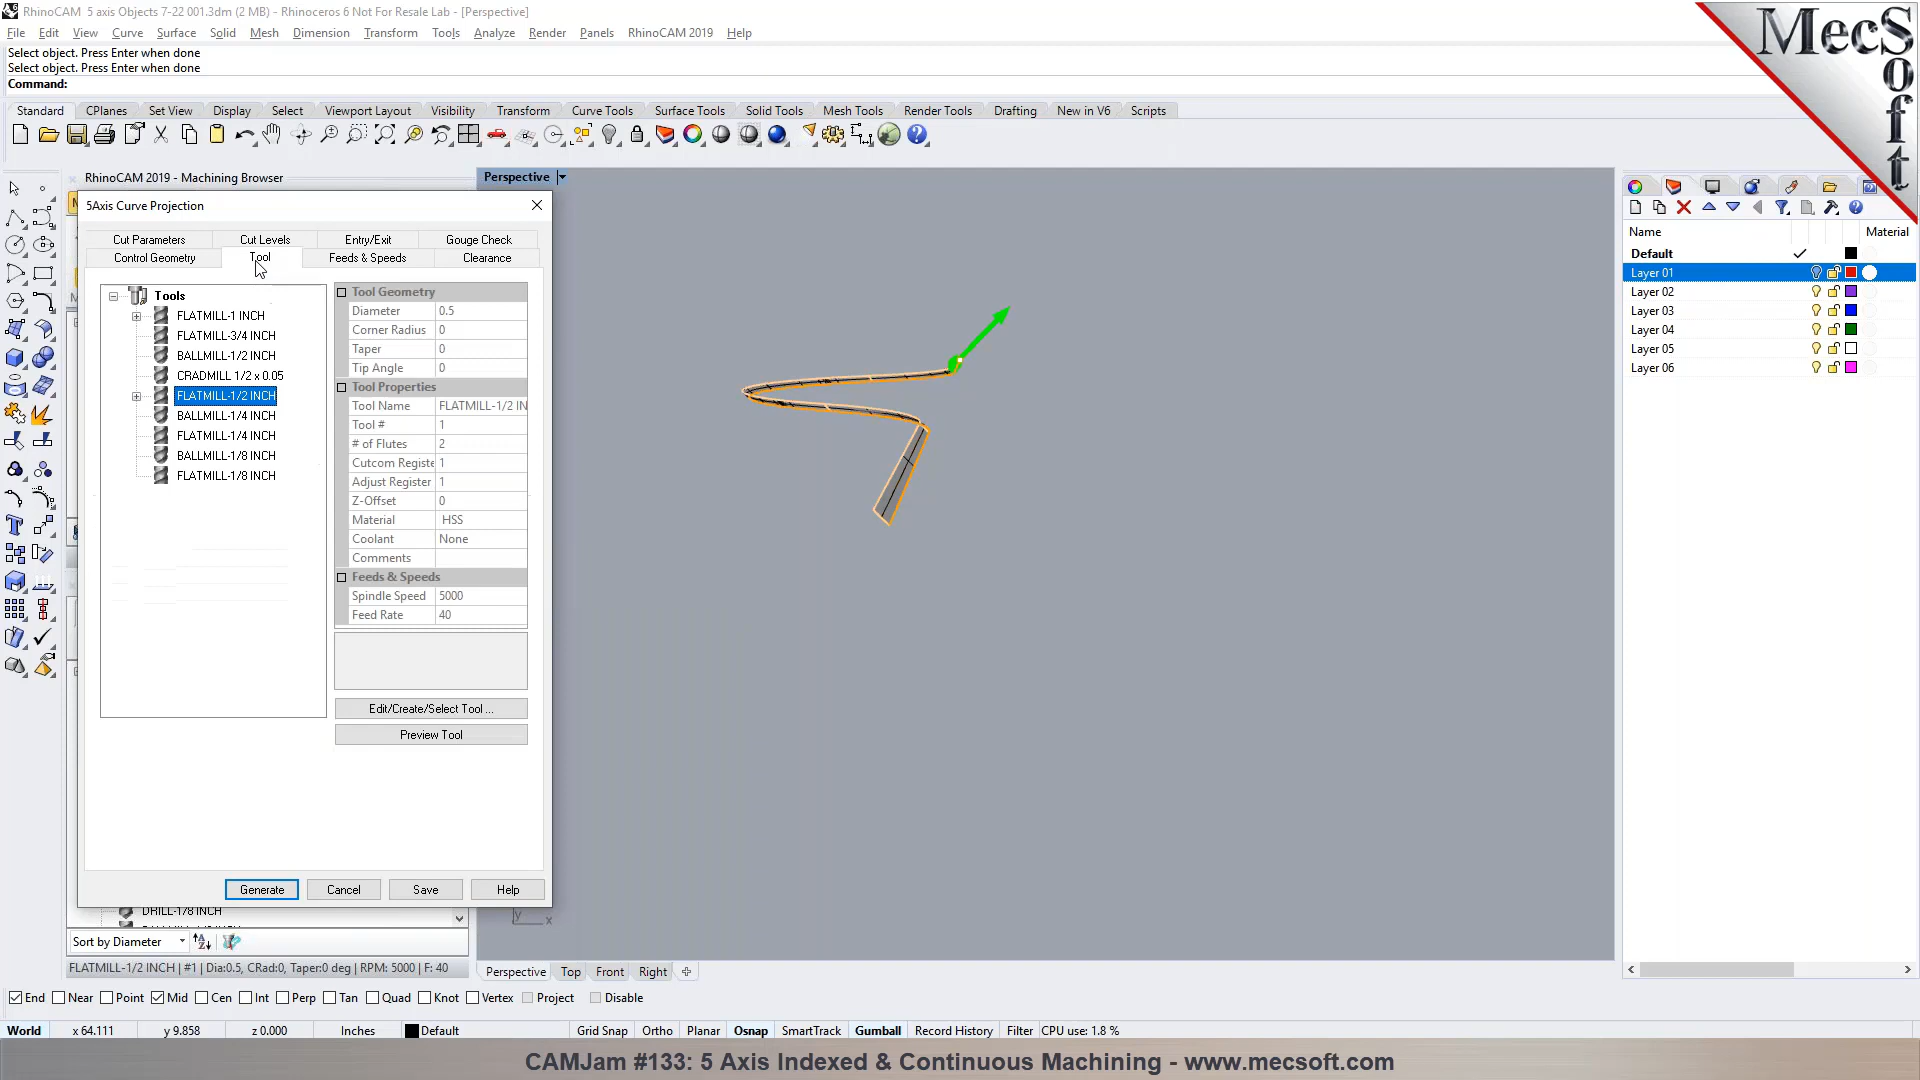 RhinoCAM 5 axis Objects 7-22 001.3dm (2 MB) - Rhinoceros 6 Not For Resale Lab - [Perspective]
File Edit View Curve Surface Solid Mesh Dimension Transform Tools Analyze Render Panels RhinoCAM 2019 Help
Select object. Press Enter when done
Select object. Press Enter when done
Command:
Standard CPlanes Set View Display Select Viewport Layout Visibility Transform Curve Tools Surface Tools Solid Tools Mesh Tools Render Tools Drafting New in V6 Scripts
MecSoft
RhinoCAM 2019 - Machining Browser
Perspective
5Axis Curve Projection
Cut Parameters Cut Levels Entry/Exit Gouge Check
Control Geometry Tool Feeds & Speeds Clearance
Tools
FLATMILL-1 INCH
FLATMILL-3/4 INCH
BALLMILL-1/2 INCH
CRADMILL 1/2 x 0.05
FLATMILL-1/2 INCH
BALLMILL-1/4 INCH
FLATMILL-1/4 INCH
BALLMILL-1/8 INCH
FLATMILL-1/8 INCH
Tool Geometry
Diameter 0.5
Corner Radius 0
Taper 0
Tip Angle 0
Tool Properties
Tool Name FLATMILL-1/2 IN
Tool # 1
# of Flutes 2
Cutcom Registe 1
Adjust Register 1
Z-Offset 0
Material HSS
Coolant None
Comments
Feeds & Speeds
Spindle Speed 5000
Feed Rate 40
Edit/Create/Select Tool ...
Preview Tool
Generate Cancel Save Help
DRILL-1/8 INCH
Sort by Diameter
FLATMILL-1/2 INCH | #1 | Dia:0.5, CRad:0, Taper:0 deg | RPM: 5000 | F: 40
y x
Name Material
Default
Layer 01
Layer 02
Layer 03
Layer 04
Layer 05
Layer 06
Perspective Top Front Right
End Near Point Mid Cen Int Perp Tan Quad Knot Vertex Project Disable
World x 64.111 y 9.858 z 0.000 Inches Default Grid Snap Ortho Planar Osnap SmartTrack Gumball Record History Filter CPU use: 1.8 %
CAMJam #133: 5 Axis Indexed & Continuous Machining - www.mecsoft.com